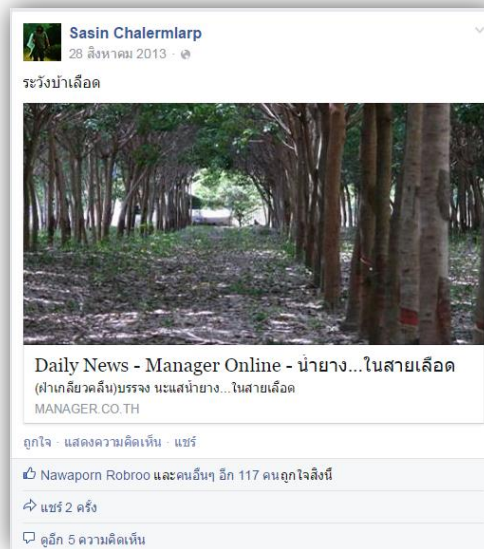 Sasin Chalermlarp
28 สิงหาคม 2013 ·
ระวังบ้าเลือด
Daily News - Manager Online - น้ำยาง...ในสายเลือด
(ฝ่าเกลียวคลื่น)บรรจง นะแสน้ำยาง...ในสายเลือด
MANAGER.CO.TH
ถูกใจ · แสดงความคิดเห็น · แชร์
Nawaporn Robroo และคนอื่นๆ อีก 117 คนถูกใจสิ่งนี้
แชร์ 2 ครั้ง
ดูอีก 5 ความคิดเห็น